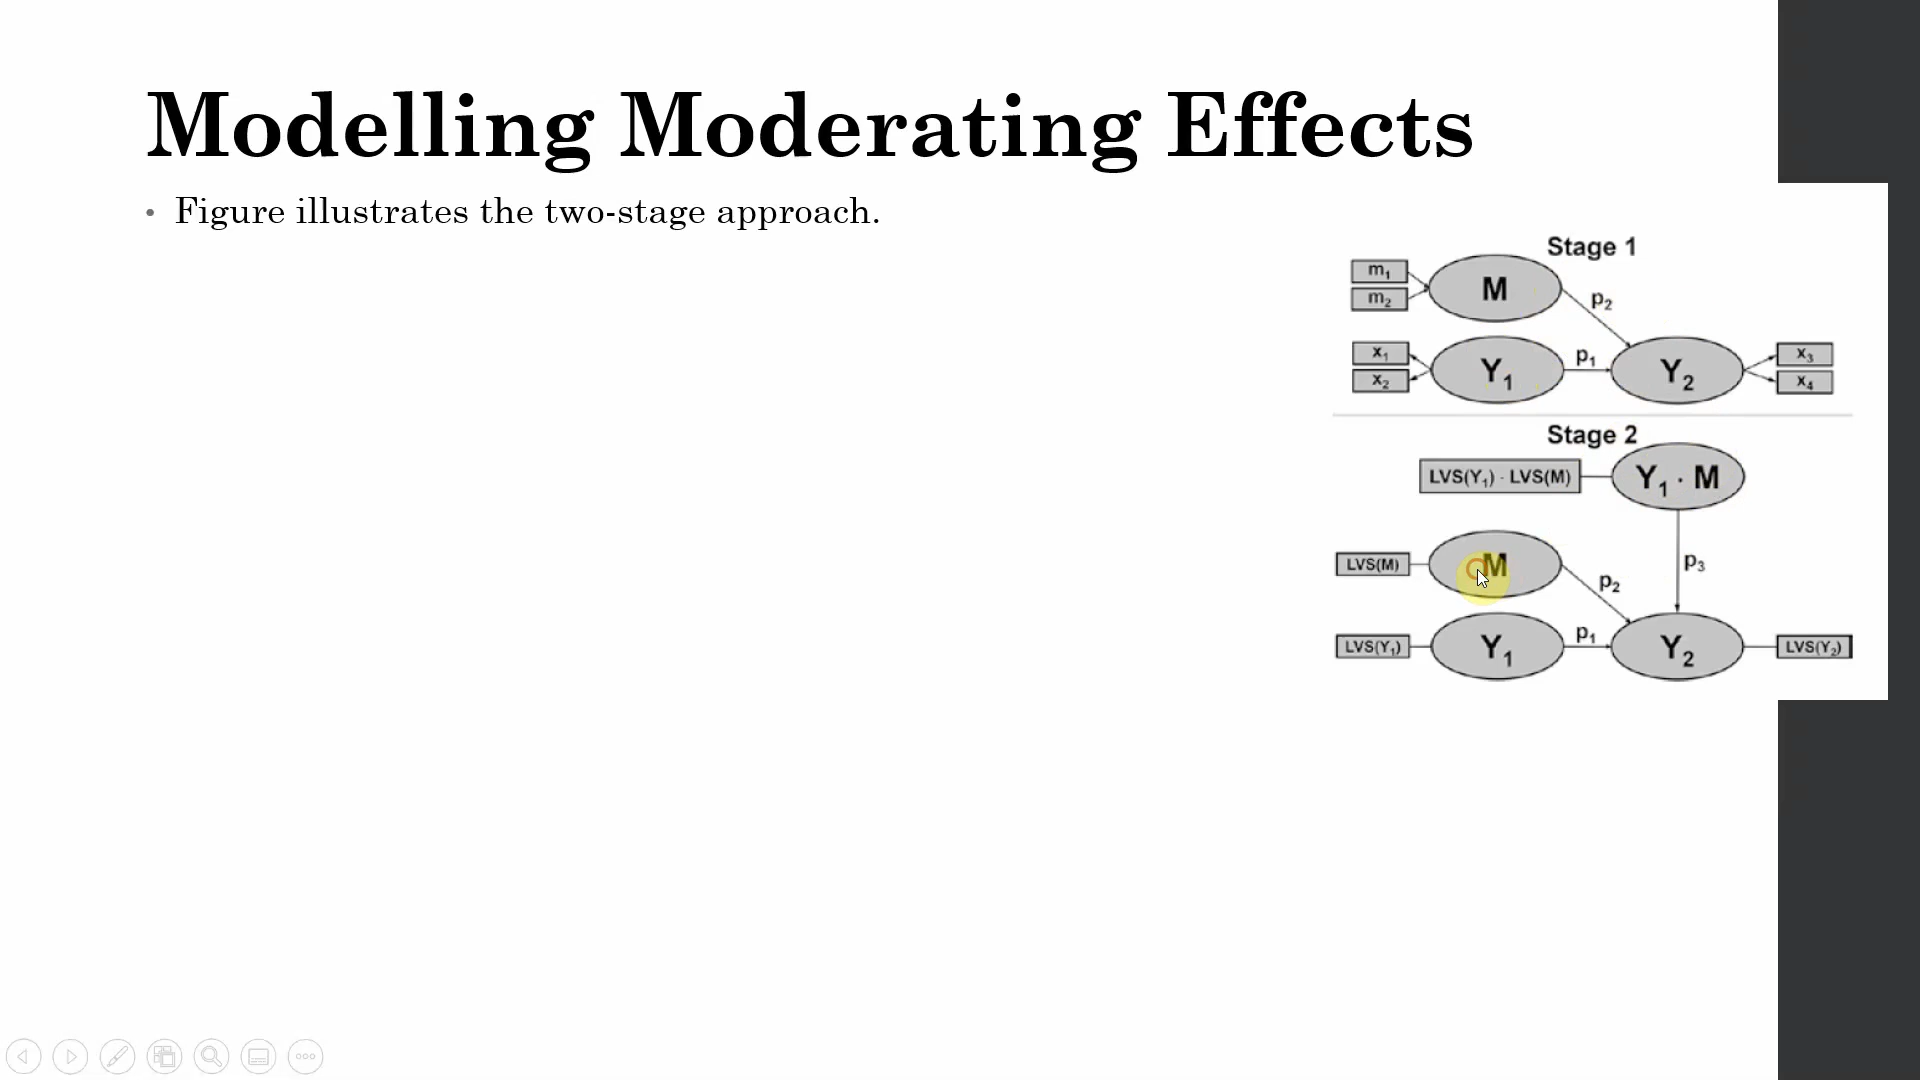 Modelling Moderating Effects
• Figure illustrates the two-stage approach.
Stage 1
m₁
m₂
M
p₂
x₁
x₂
Y₁
p₁
Y₂
x₃
x₄
Stage 2
LVS(Y₁) · LVS(M)
Y₁ · M
LVS(M)
M
p₂
p₃
LVS(Y₁)
Y₁
p₁
Y₂
LVS(Y₂)